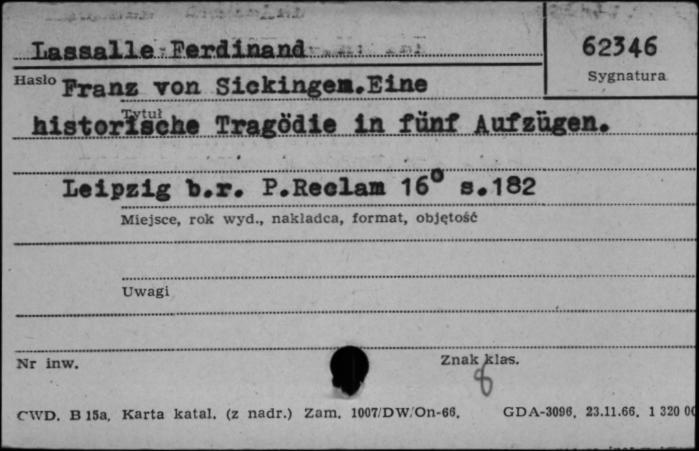 Lassalle Ferdinand
62346
Hasło
Sygnatura
Franz von Sickingen.Eine
Tytuł
historische Tragödie in fünf Aufzügen.
Leipzig b.r. P.Reclam 16° s.182
Miejsce, rok wyd., nakładca, format, objętość
Uwagi
Nr inw.
Znak klas.
8
CWD. B 15a. Karta katal. (z nadr.) Zam. 1007/DW/On-66. GDA-3096. 23.11.66. 1 320 00